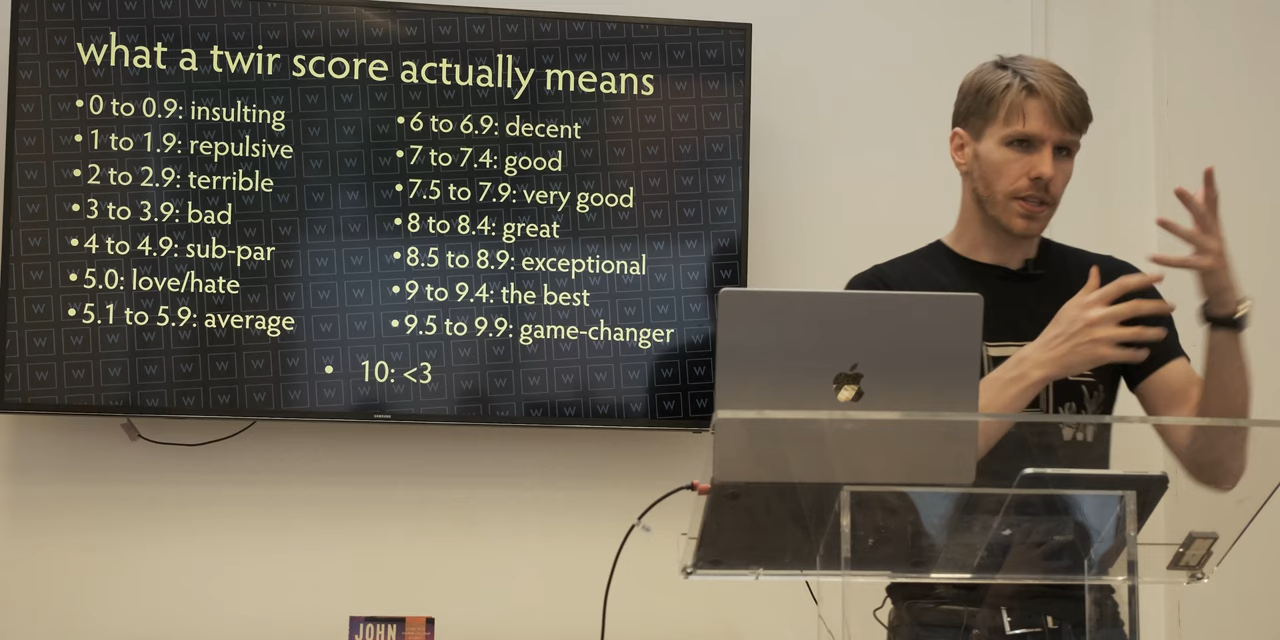 what a twir score actually means
•0 to 0.9: insulting
•1 to 1.9: repulsive
•2 to 2.9: terrible
•3 to 3.9: bad
•4 to 4.9: sub-par
•5.0: love/hate
•5.1 to 5.9: average
•6 to 6.9: decent
•7 to 7.4: good
•7.5 to 7.9: very good
•8 to 8.4: great
•8.5 to 8.9: exceptional
•9 to 9.4: the best
•9.5 to 9.9: game-changer
• 10: <3
SAMSUNG
JOHN